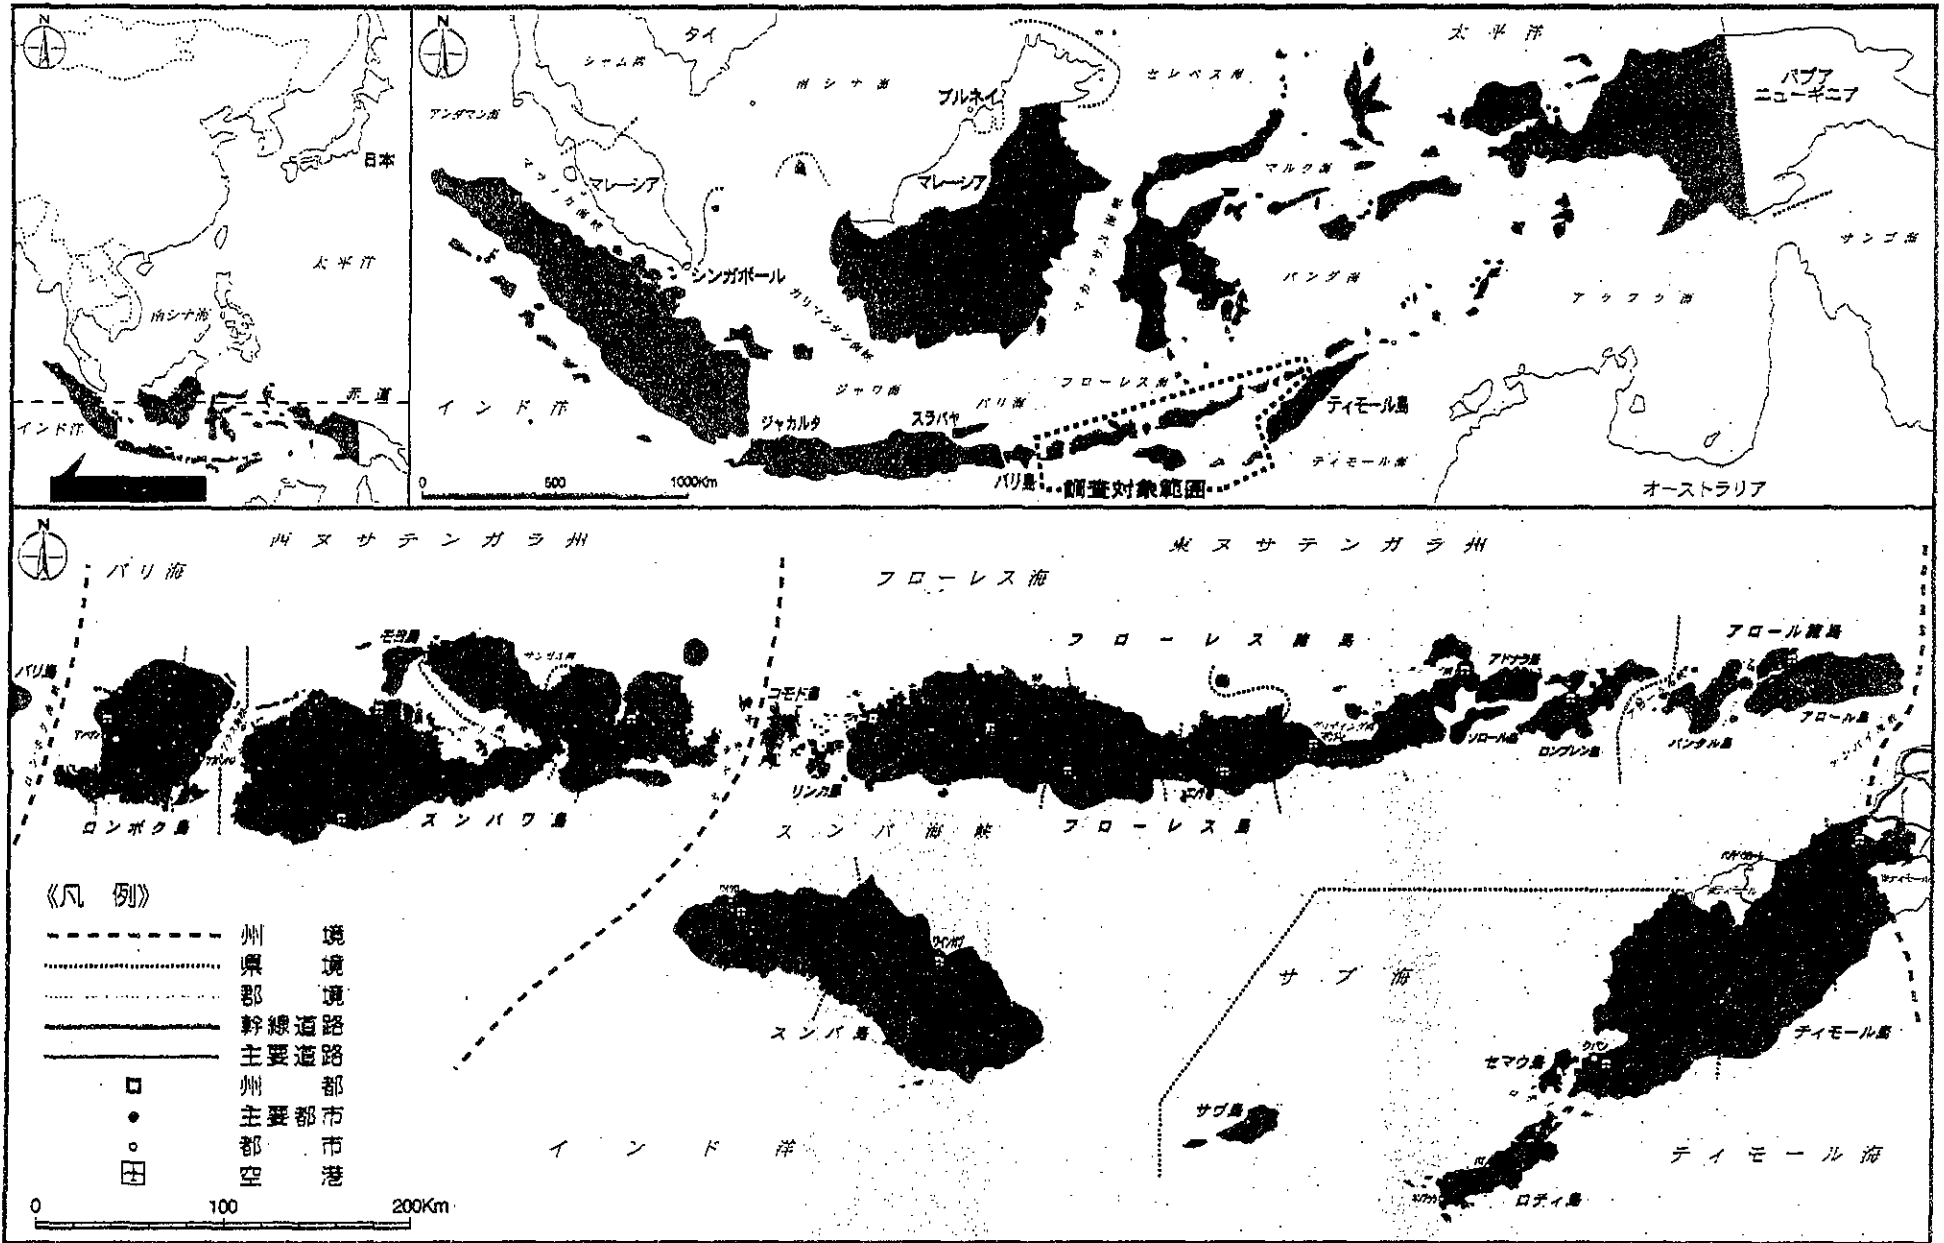 N
日本
太平洋
南シナ海
赤道
インド洋
N
タイ
シャム湾
アンダマン海
南シナ海
ブルネイ
セレベス海
太平洋
パプア
ニューギニア
マレーシア
マレーシア
マルク海
シンガポール
カリマンタン海峡
マカッサル海峡
バンダ海
サンゴ海
ジャワ海
フローレス海
バリ海
インド洋
ジャカルタ
スラバヤ
ティモール島
ティモール海
バリ島
調査対象範囲
オーストラリア
0 500 1000Km
N
西ヌサテンガラ州
東ヌサテンガラ州
バリ海
フローレス海
バリ島
モヨ島
コモド島
フローレス諸島
アドナラ島
アロール諸島
リンカ島
ソロール島
ロンブレン島
パンタル島
アロール島
ロンボク島
スンバワ島
スンバ海峡
フローレス島
《凡 例》
州 境
県 境
郡 境
幹線道路
主要道路
州 都
主要都市
都 市
空 港
0 100 200Km
スンバ島
サブ海
サブ島
セマウ島
クパン
ティモール島
ロティ島
インド洋
ティモール海